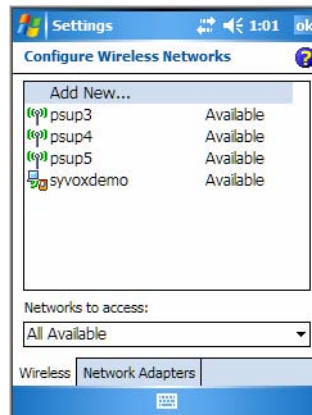 Settings 1:01 ok
Configure Wireless Networks ?
Add New...
psup3 Available
psup4 Available
psup5 Available
syvoxdemo Available
Networks to access:
All Available
Wireless Network Adapters